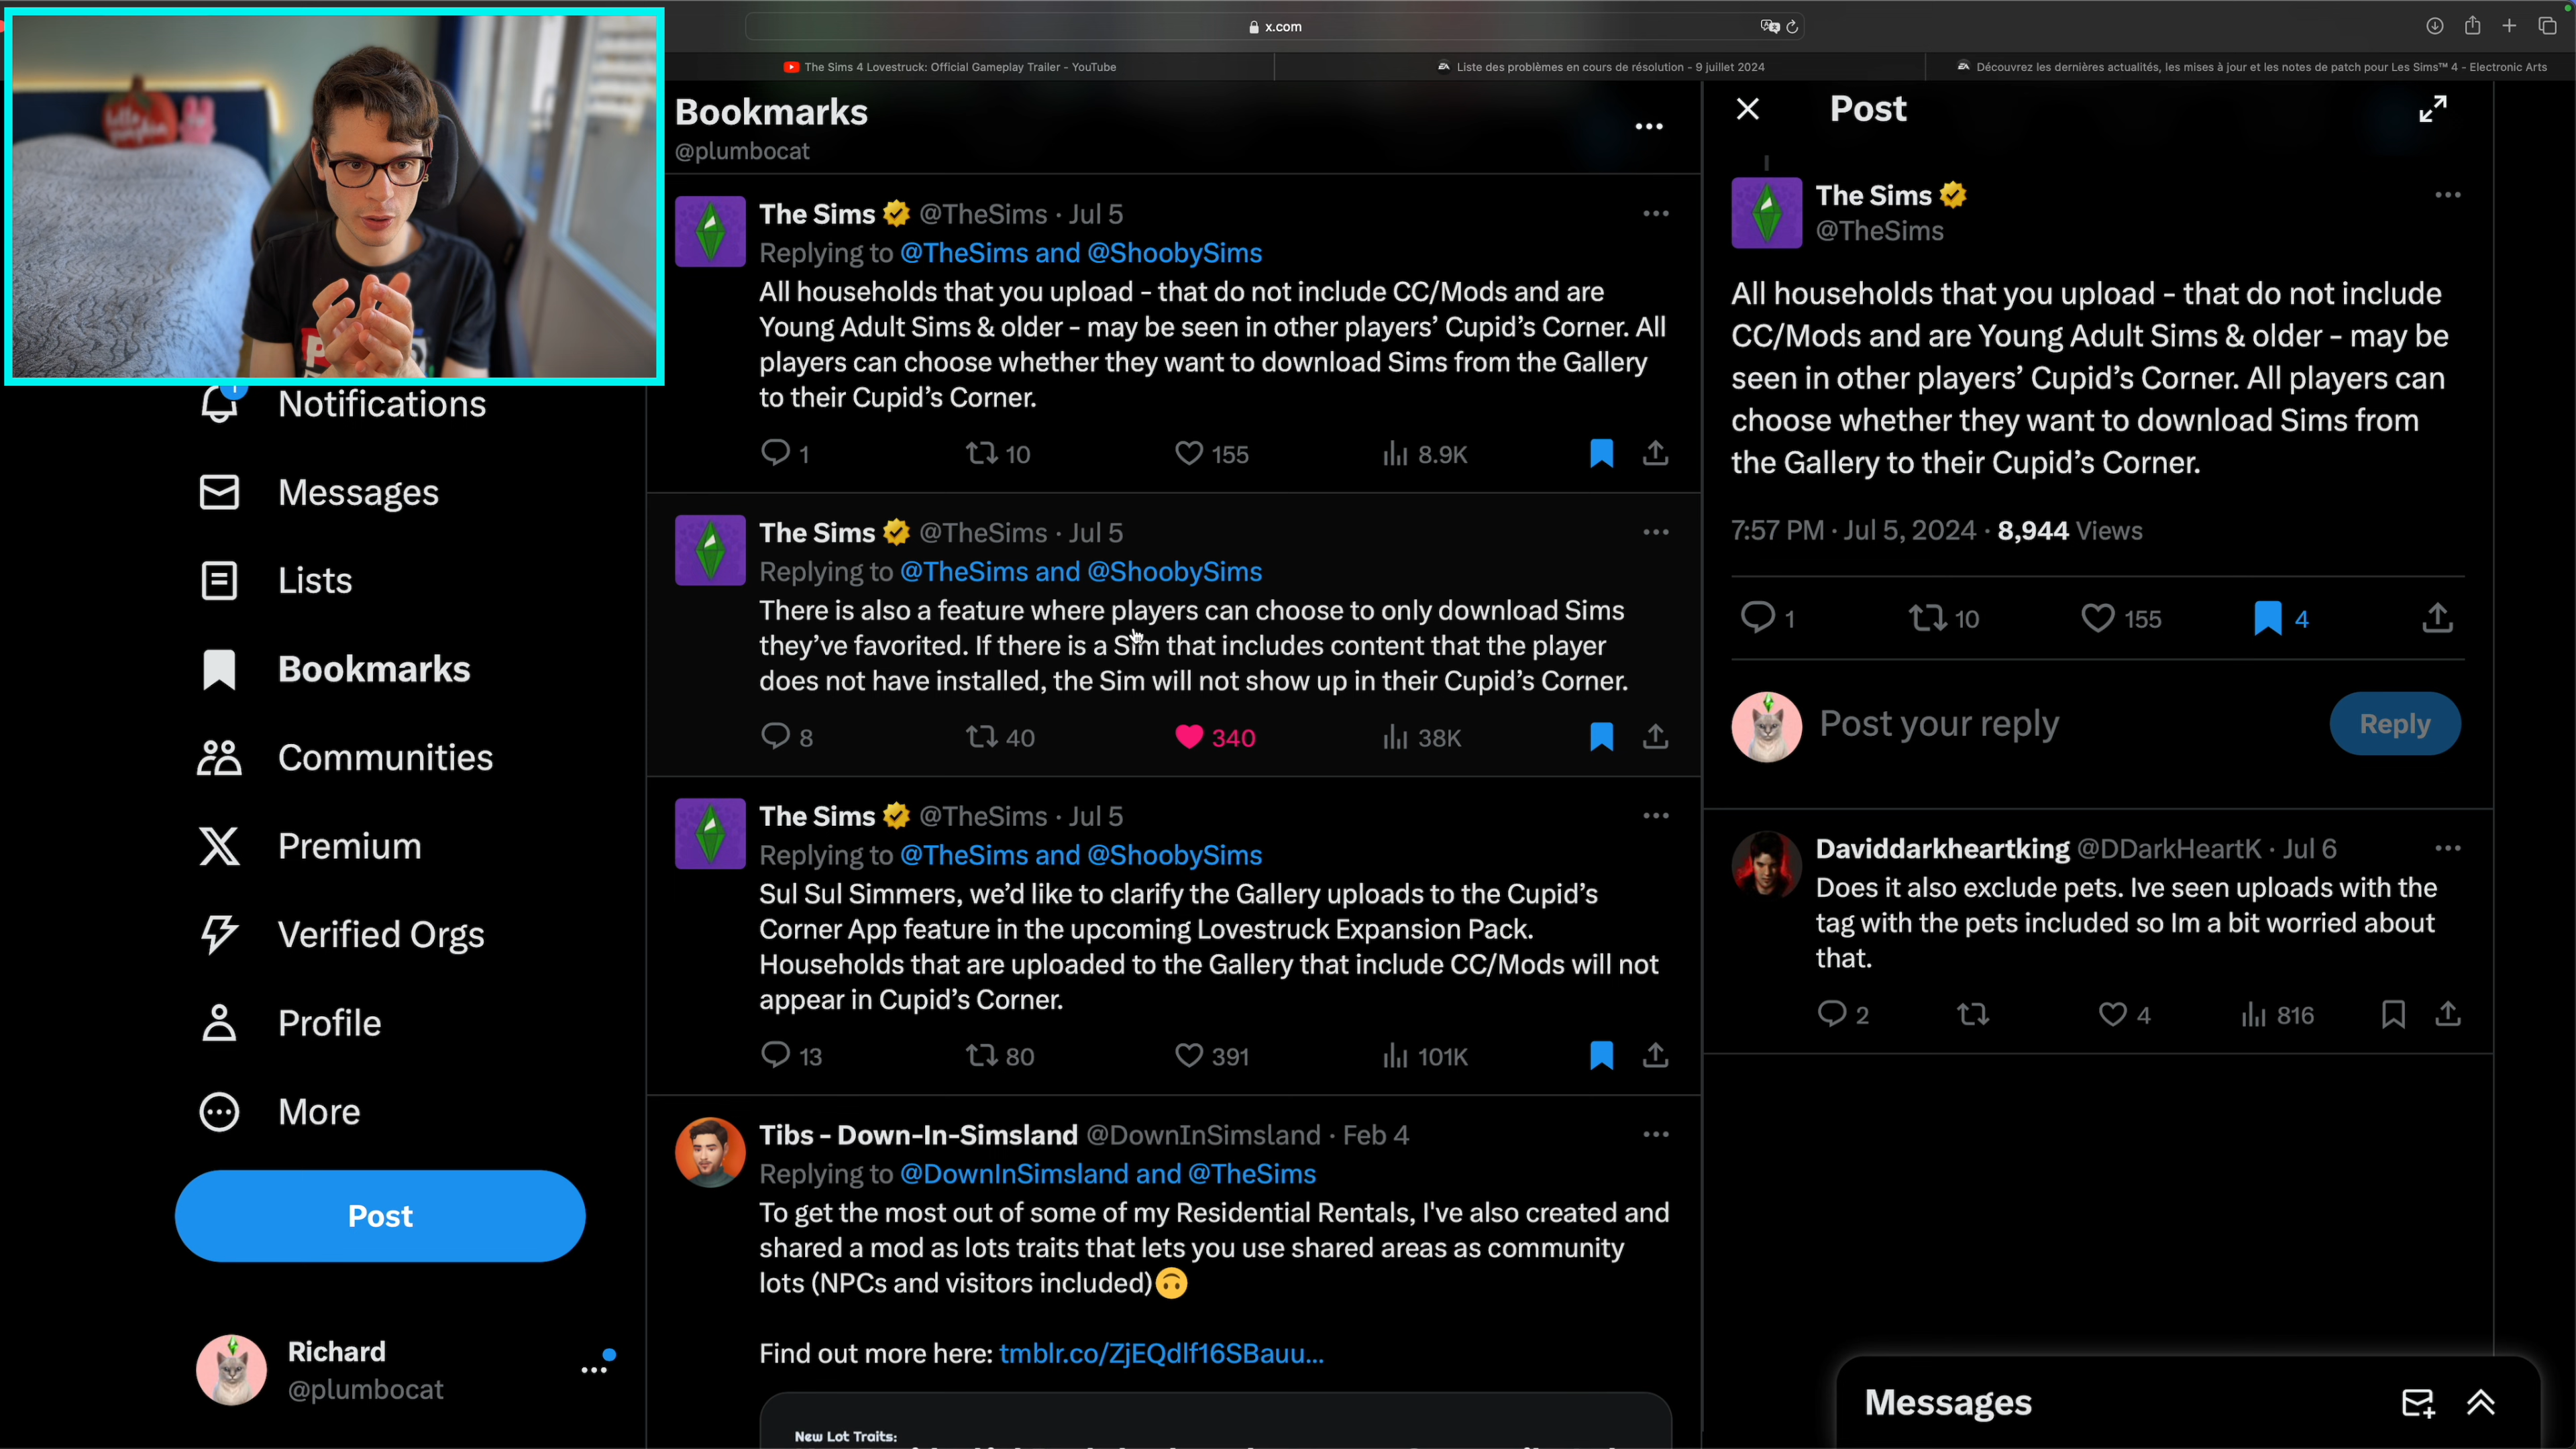 x.com
The Sims 4 Lovestruck: Official Gameplay Trailer - YouTube
Liste des problèmes en cours de résolution - 9 juillet 2024
Découvrez les dernières actualités, les mises à jour et les notes de patch pour Les Sims™ 4 - Electronic Arts
hello pumpkin
Notifications
Messages
Lists
Bookmarks
Communities
Premium
Verified Orgs
Profile
More
Post
Richard
@plumbocat
Bookmarks
@plumbocat
The Sims @TheSims · Jul 5
Replying to @TheSims and @ShoobySims
All households that you upload - that do not include CC/Mods and are
Young Adult Sims & older - may be seen in other players’ Cupid’s Corner. All
players can choose whether they want to download Sims from the Gallery
to their Cupid’s Corner.
1 10 155 8.9K
The Sims @TheSims · Jul 5
Replying to @TheSims and @ShoobySims
There is also a feature where players can choose to only download Sims
they’ve favorited. If there is a Sim that includes content that the player
does not have installed, the Sim will not show up in their Cupid’s Corner.
8 40 340 38K
The Sims @TheSims · Jul 5
Replying to @TheSims and @ShoobySims
Sul Sul Simmers, we’d like to clarify the Gallery uploads to the Cupid’s
Corner App feature in the upcoming Lovestruck Expansion Pack.
Households that are uploaded to the Gallery that include CC/Mods will not
appear in Cupid’s Corner.
13 80 391 101K
Tibs - Down-In-Simsland @DownInSimsland · Feb 4
Replying to @DownInSimsland and @TheSims
To get the most out of some of my Residential Rentals, I've also created and
shared a mod as lots traits that lets you use shared areas as community
lots (NPCs and visitors included)🙃
Find out more here: tmblr.co/ZjEQdlf16SBauu...
New Lot Traits:
Post
The Sims
@TheSims
All households that you upload - that do not include
CC/Mods and are Young Adult Sims & older - may be
seen in other players’ Cupid’s Corner. All players can
choose whether they want to download Sims from
the Gallery to their Cupid’s Corner.
7:57 PM · Jul 5, 2024 · 8,944 Views
1 10 155 4
Post your reply
Reply
Daviddarkheartking @DDarkHeartK · Jul 6
Does it also exclude pets. Ive seen uploads with the
tag with the pets included so Im a bit worried about
that.
2 4 816
Messages